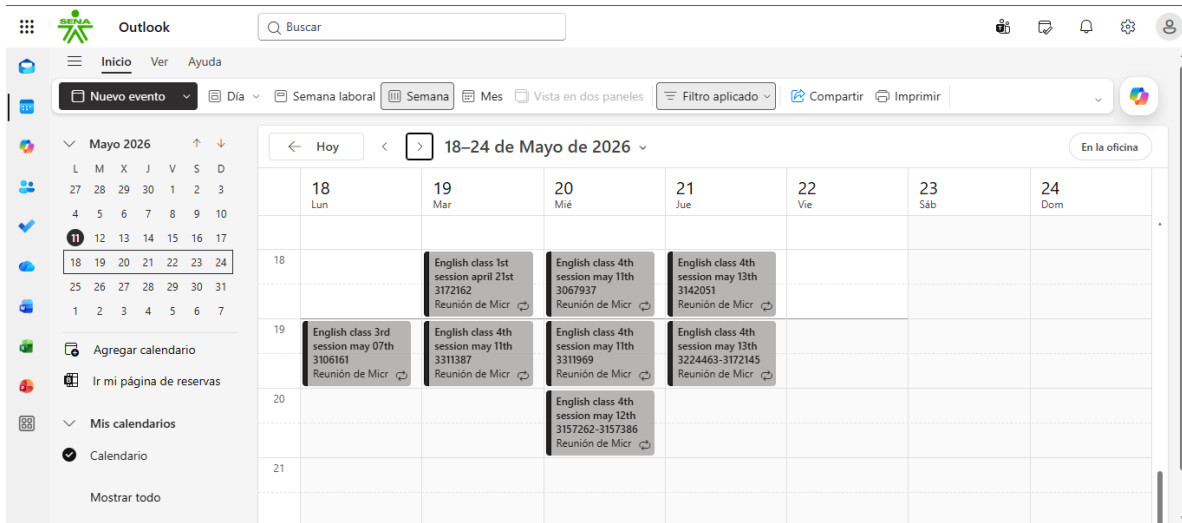 SENA
Outlook
Buscar
Inicio Ver Ayuda
Nuevo evento
Día
Semana laboral
Semana
Mes
Vista en dos paneles
Filtro aplicado
Compartir
Imprimir
Mayo 2026
L M X J V S D
27 28 29 30 1 2 3
4 5 6 7 8 9 10
11 12 13 14 15 16 17
18 19 20 21 22 23 24
25 26 27 28 29 30 31
1 2 3 4 5 6 7
Agregar calendario
Ir mi página de reservas
Mis calendarios
Calendario
Mostrar todo
Hoy
18–24 de Mayo de 2026
En la oficina
18
Lun
19
Mar
20
Mié
21
Jue
22
Vie
23
Sáb
24
Dom
18
English class 1st
session april 21st
3172162
Reunión de Micr
English class 4th
session may 11th
3067937
Reunión de Micr
English class 4th
session may 13th
3142051
Reunión de Micr
19
English class 3rd
session may 07th
3106161
Reunión de Micr
English class 4th
session may 11th
3311387
Reunión de Micr
English class 4th
session may 11th
3311969
Reunión de Micr
English class 4th
session may 13th
3224463-3172145
Reunión de Micr
20
English class 4th
session may 12th
3157262-3157386
Reunión de Micr
21